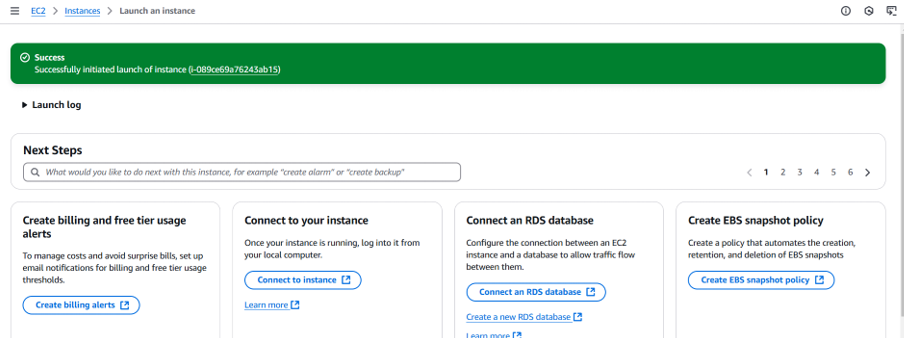 EC2 > Instances > Launch an instance
Success
Successfully initiated launch of instance (i-089ce69a76243ab15)
Launch log
Next Steps
What would you like to do next with this instance, for example "create alarm" or "create backup"
1 2 3 4 5 6
Create billing and free tier usage
alerts
To manage costs and avoid surprise bills, set up
email notifications for billing and free tier usage
thresholds.
Create billing alerts
Connect to your instance
Once your instance is running, log into it from
your local computer.
Connect to instance
Learn more
Connect an RDS database
Configure the connection between an EC2
instance and a database to allow traffic flow
between them.
Connect an RDS database
Create a new RDS database
Learn more
Create EBS snapshot policy
Create a policy that automates the creation,
retention, and deletion of EBS snapshots
Create EBS snapshot policy